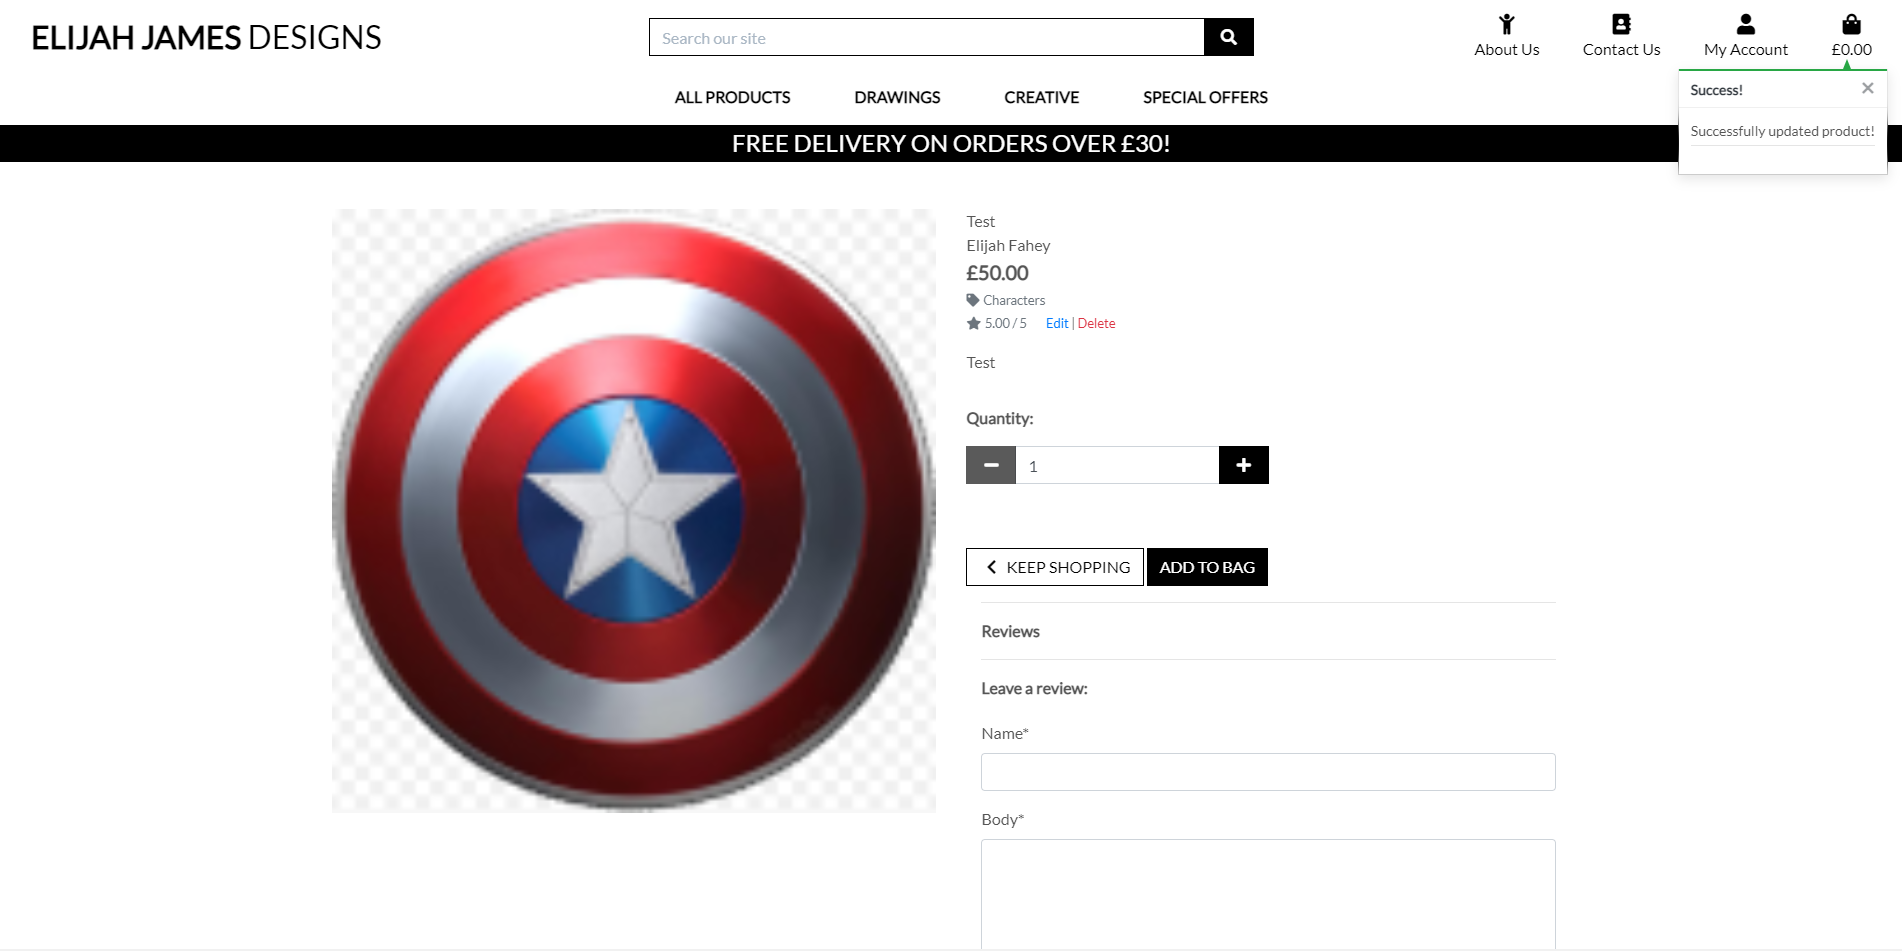 ELIJAH JAMES DESIGNS
Search our site
About Us
Contact Us
My Account
£0.00
ALL PRODUCTS
DRAWINGS
CREATIVE
SPECIAL OFFERS
Success!
Successfully updated product!
FREE DELIVERY ON ORDERS OVER £30!
Test
Elijah Fahey
£50.00
Characters
5.00 / 5 Edit | Delete
Test
Quantity:
1
KEEP SHOPPING
ADD TO BAG
Reviews
Leave a review:
Name*
Body*